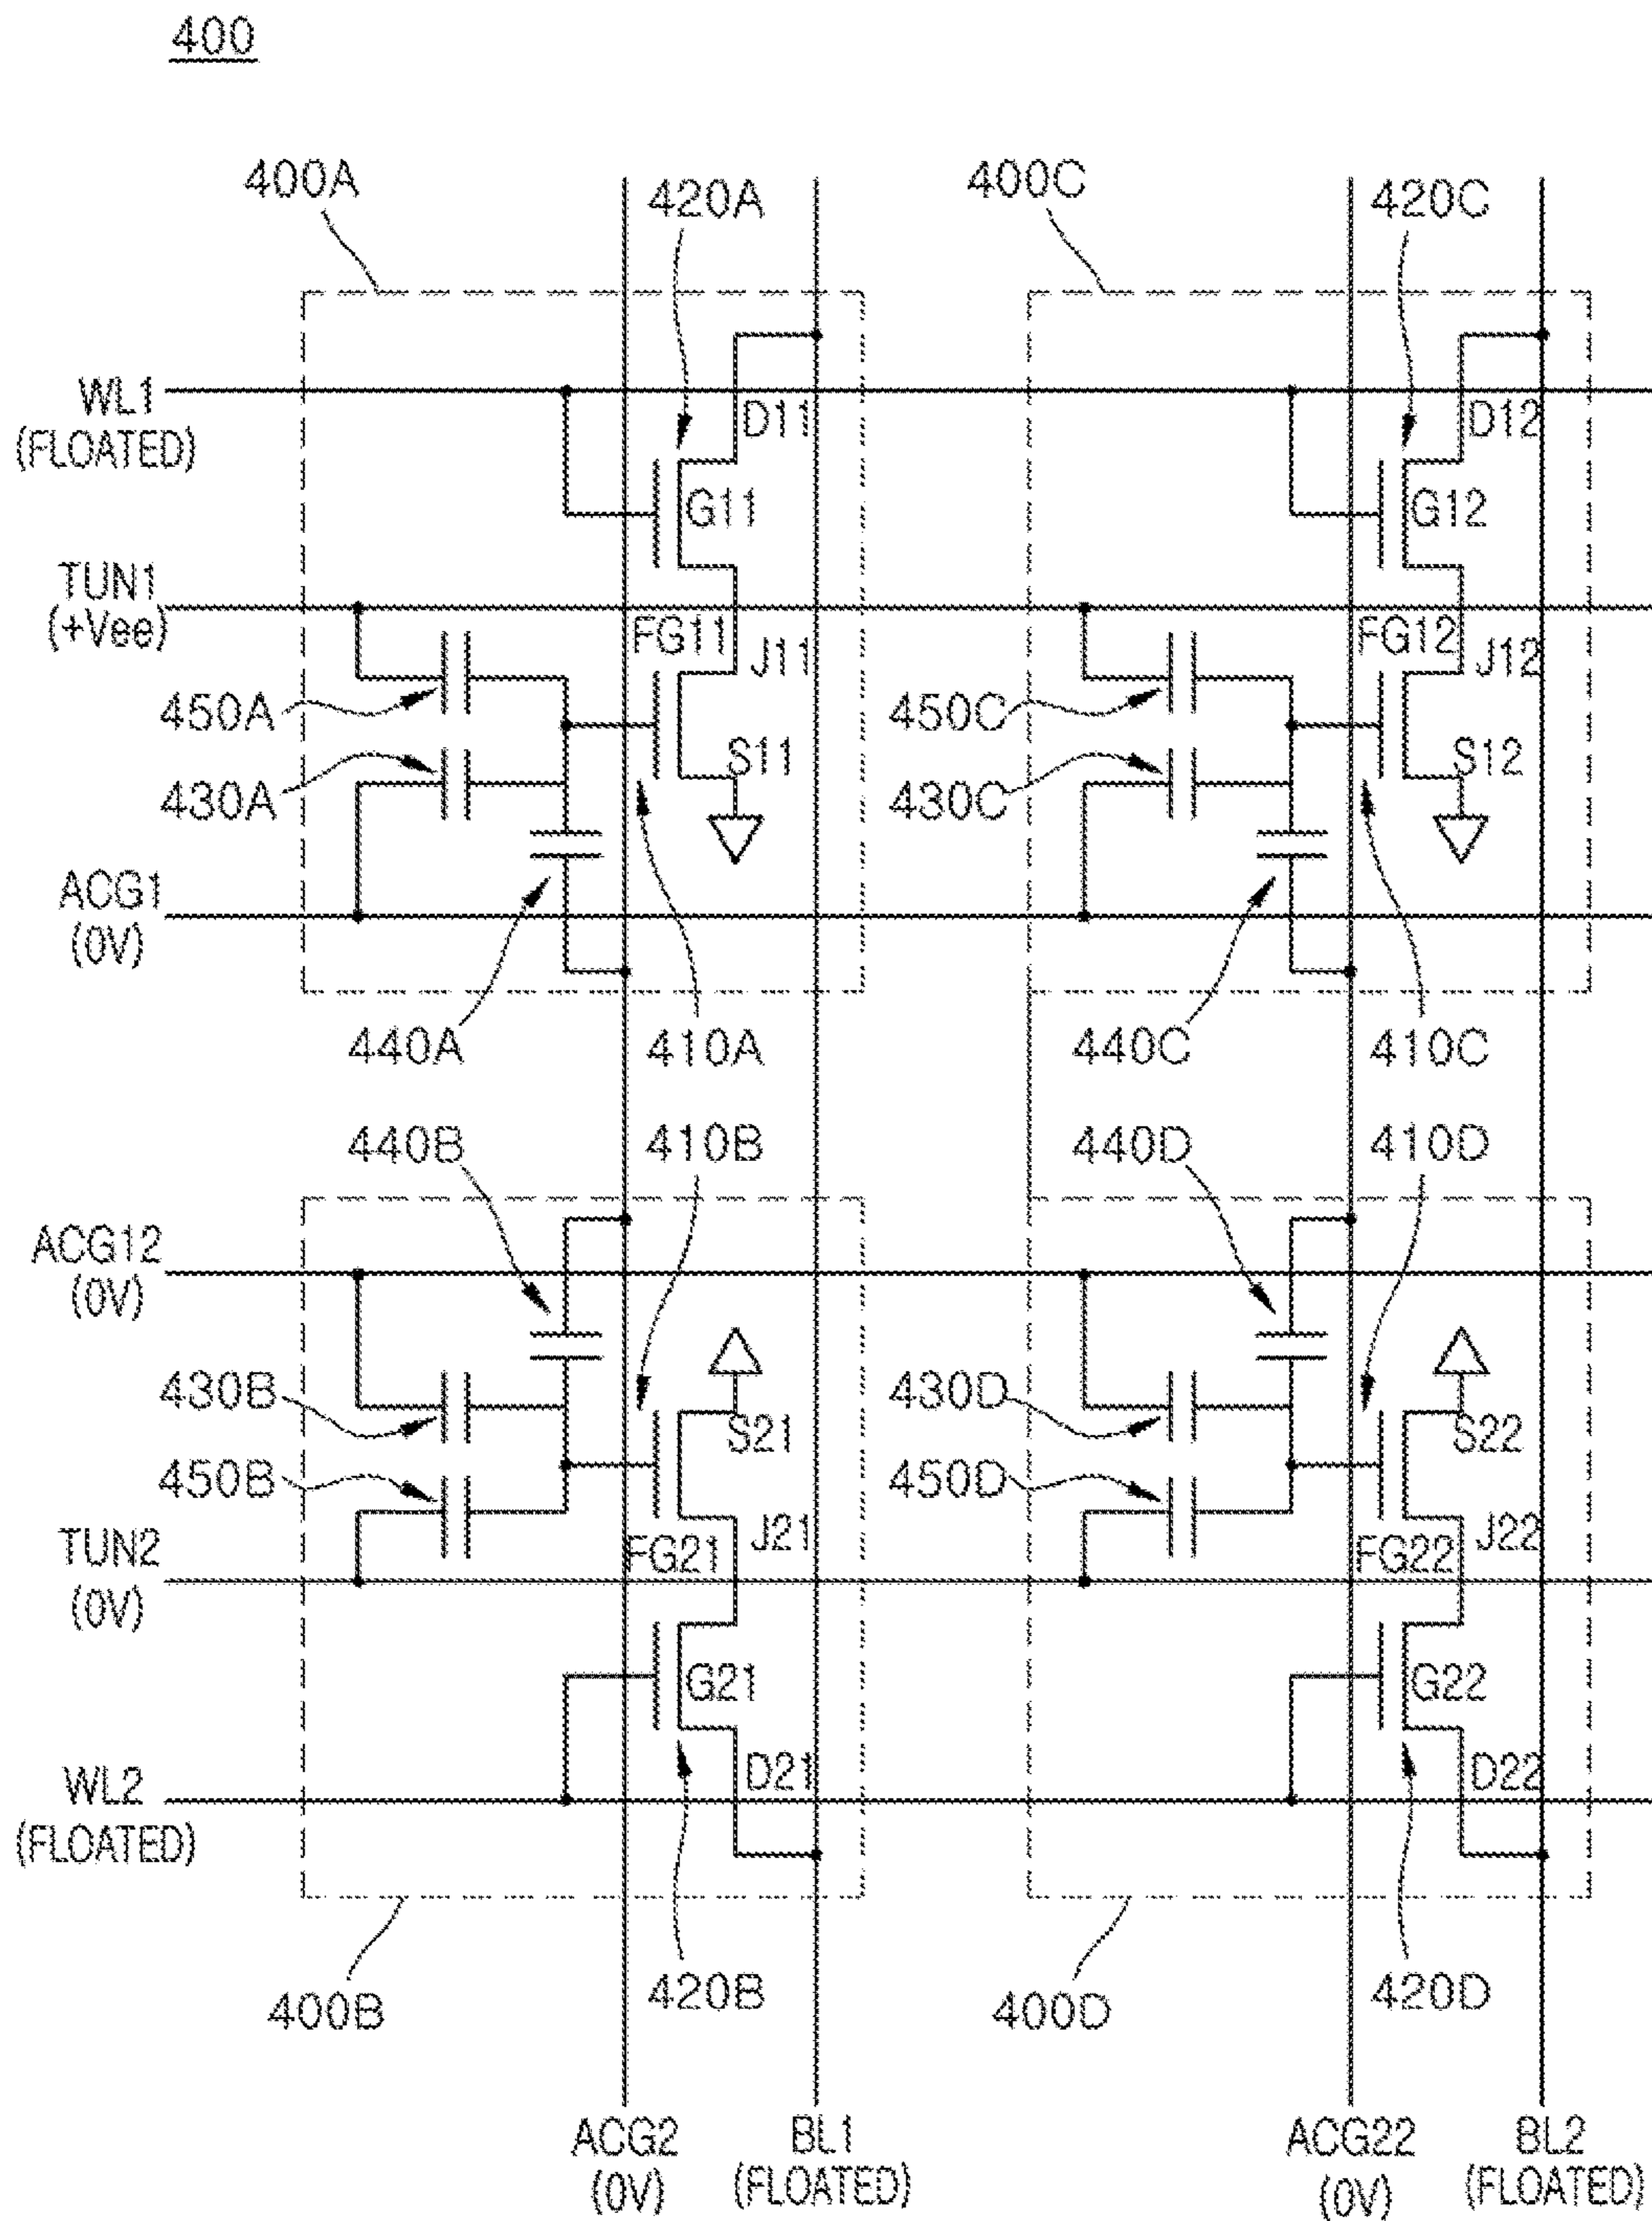 400
400A
420A
400C
420C
WL1
(FLOATED)
D11
D12
G11
G12
TUN1
(+Vee)
FG11
J11
FG12
J12
450A
450C
S11
S12
430A
430C
ACG1
(0V)
440A
410A
440C
410C
440B
410B
440D
410D
ACG12
(0V)
430B
S21
430D
S22
450B
450D
TUN2
(0V)
FG21
J21
FG22
J22
G21
G22
WL2
(FLOATED)
D21
D22
400B
420B
400D
420D
ACG2
(0V)
BL1
(FLOATED)
ACG22
(0V)
BL2
(FLOATED)